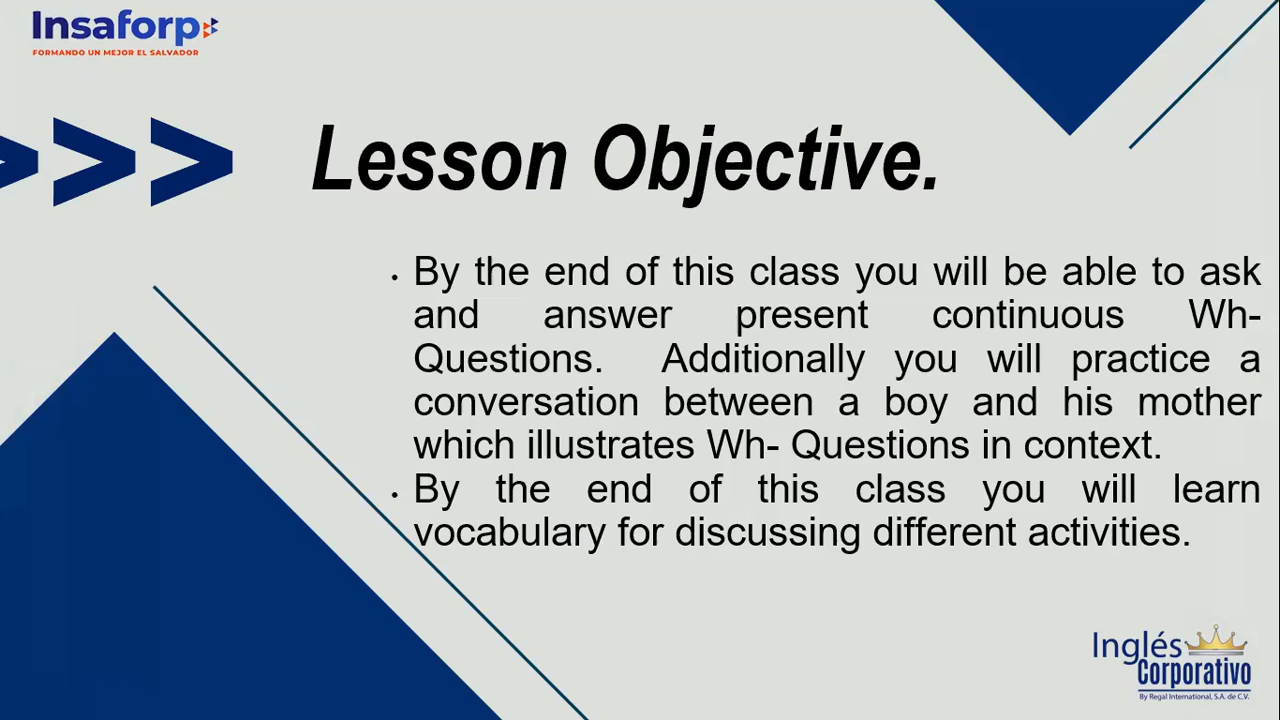 Insaforp
FORMANDO UN MEJOR EL SALVADOR
>>>
Lesson Objective.
• By the end of this class you will be able to ask
and answer present continuous Wh-
Questions. Additionally you will practice a
conversation between a boy and his mother
which illustrates Wh- Questions in context.
• By the end of this class you will learn
vocabulary for discussing different activities.
Inglés
Corporativo
By Regal International, S.A. de C.V.